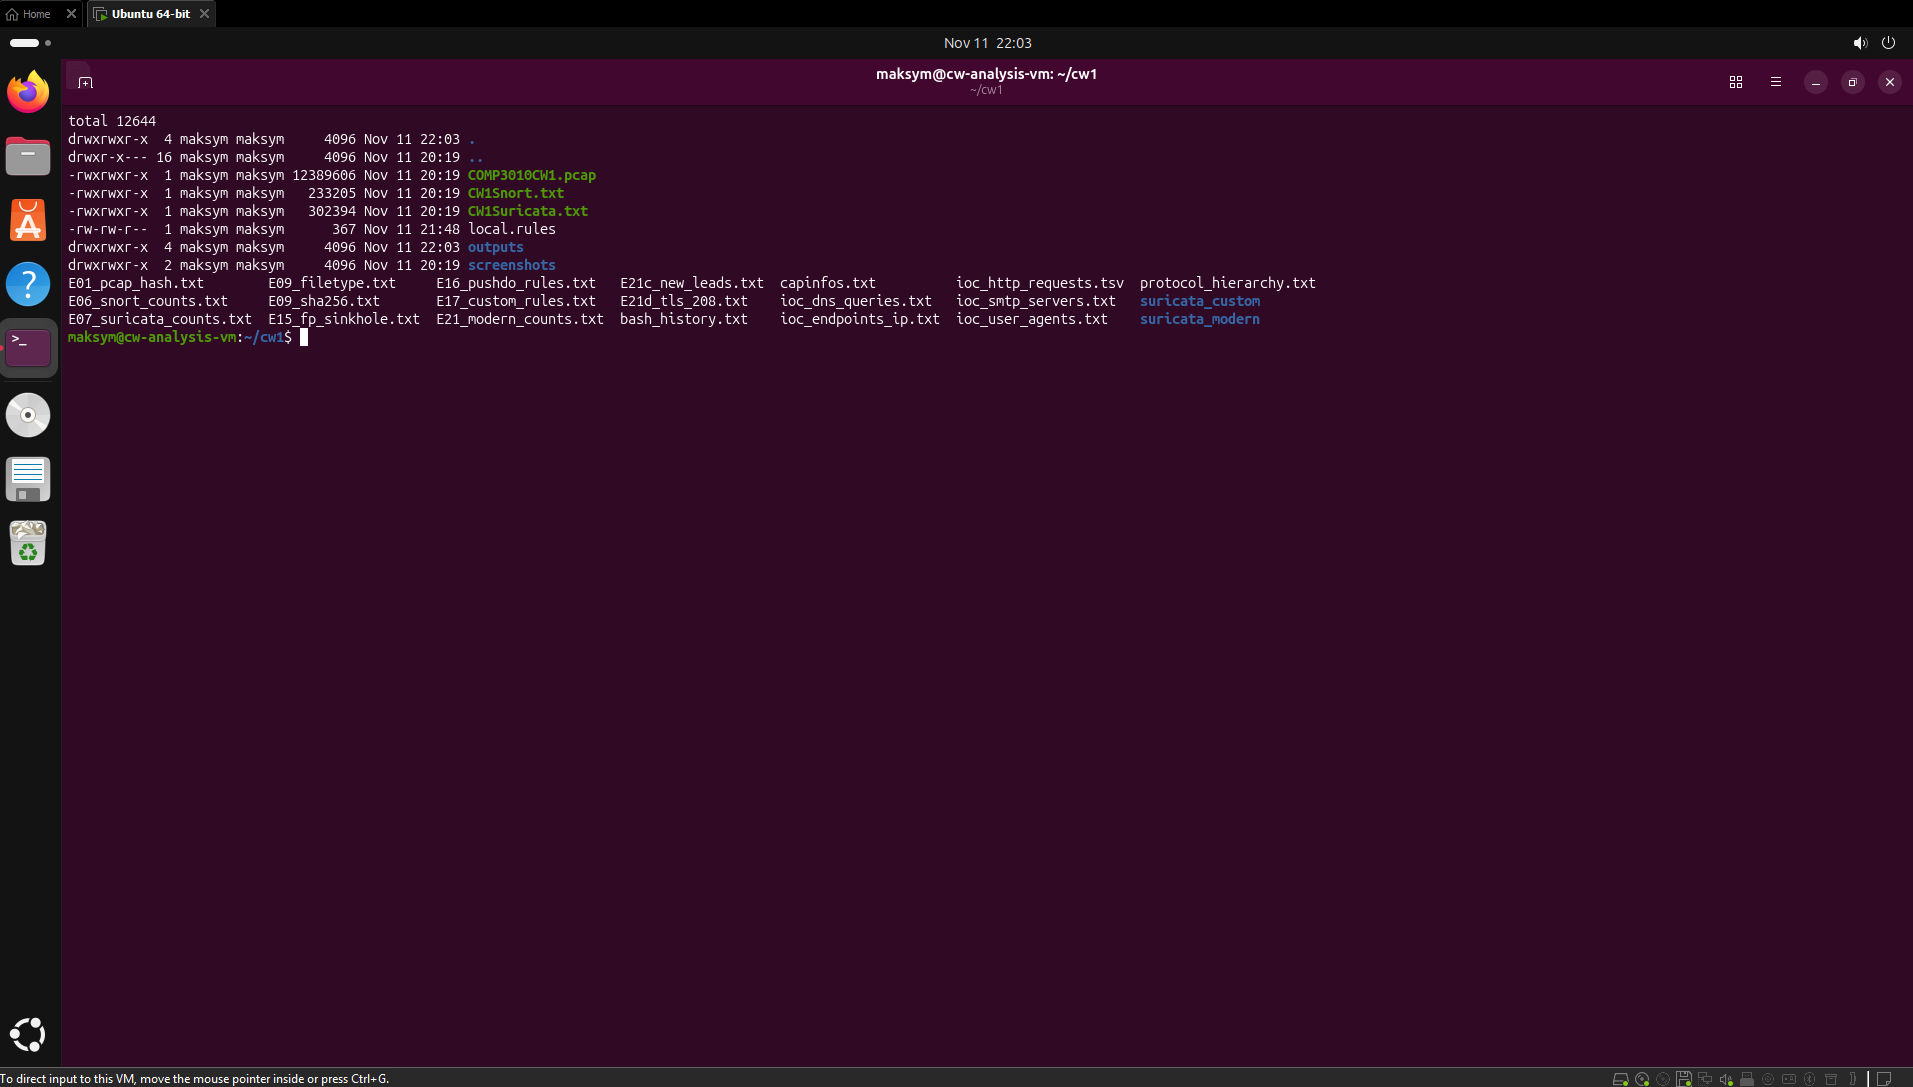 Home
Ubuntu 64-bit
Nov 11 22:03
maksym@cw-analysis-vm: ~/cw1
~/cw1
total 12644
drwxrwxr-x 4 maksym maksym 4096 Nov 11 22:03 .
drwxr-x--- 16 maksym maksym 4096 Nov 11 20:19 ..
-rwxrwxr-x 1 maksym maksym 12389606 Nov 11 20:19 COMP3010CW1.pcap
-rwxrwxr-x 1 maksym maksym 233205 Nov 11 20:19 CW1Snort.txt
-rwxrwxr-x 1 maksym maksym 302394 Nov 11 20:19 CW1Suricata.txt
-rw-rw-r-- 1 maksym maksym 367 Nov 11 21:48 local.rules
drwxrwxr-x 4 maksym maksym 4096 Nov 11 22:03 outputs
drwxrwxr-x 2 maksym maksym 4096 Nov 11 20:19 screenshots
E01_pcap_hash.txt E09_filetype.txt E16_pushdo_rules.txt E21c_new_leads.txt capinfos.txt ioc_http_requests.tsv protocol_hierarchy.txt
E06_snort_counts.txt E09_sha256.txt E17_custom_rules.txt E21d_tls_208.txt ioc_dns_queries.txt ioc_smtp_servers.txt suricata_custom
E07_suricata_counts.txt E15_fp_sinkhole.txt E21_modern_counts.txt bash_history.txt ioc_endpoints_ip.txt ioc_user_agents.txt suricata_modern
maksym@cw-analysis-vm:~/cw1$
To direct input to this VM, move the mouse pointer inside or press Ctrl+G.